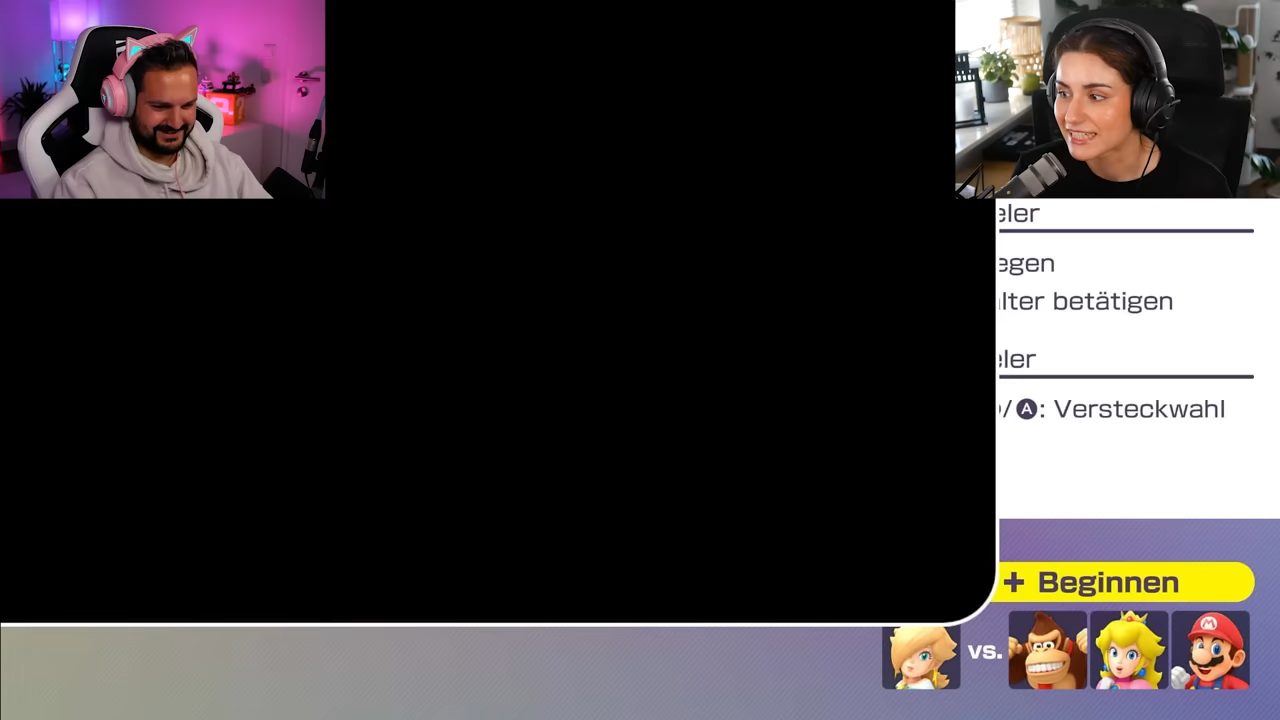 eler
egen
lter betätigen
eler
/A: Versteckwahl
+ Beginnen
vs.
M